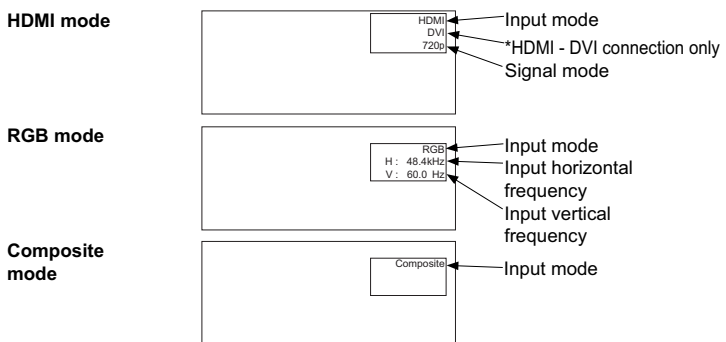 HDMI mode
HDMI
DVI
720p
Input mode
*HDMI - DVI connection only
Signal mode
RGB mode
RGB
H : 48.4kHz
V : 60.0 Hz
Input mode
Input horizontal
frequency
Input vertical
frequency
Composite
mode
Composite
Input mode